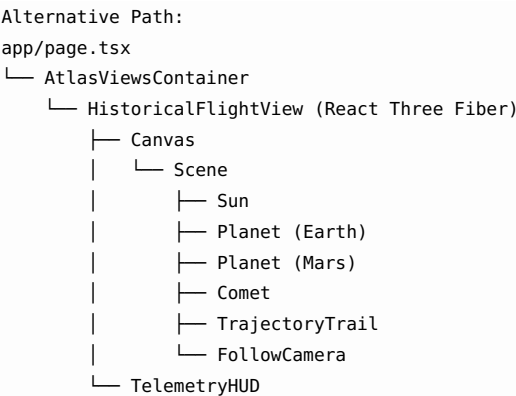 Alternative Path:
app/page.tsx
└── AtlasViewsContainer
    └── HistoricalFlightView (React Three Fiber)
        ├── Canvas
        │   └── Scene
        │       ├── Sun
        │       ├── Planet (Earth)
        │       ├── Planet (Mars)
        │       ├── Comet
        │       ├── TrajectoryTrail
        │       └── FollowCamera
        └── TelemetryHUD